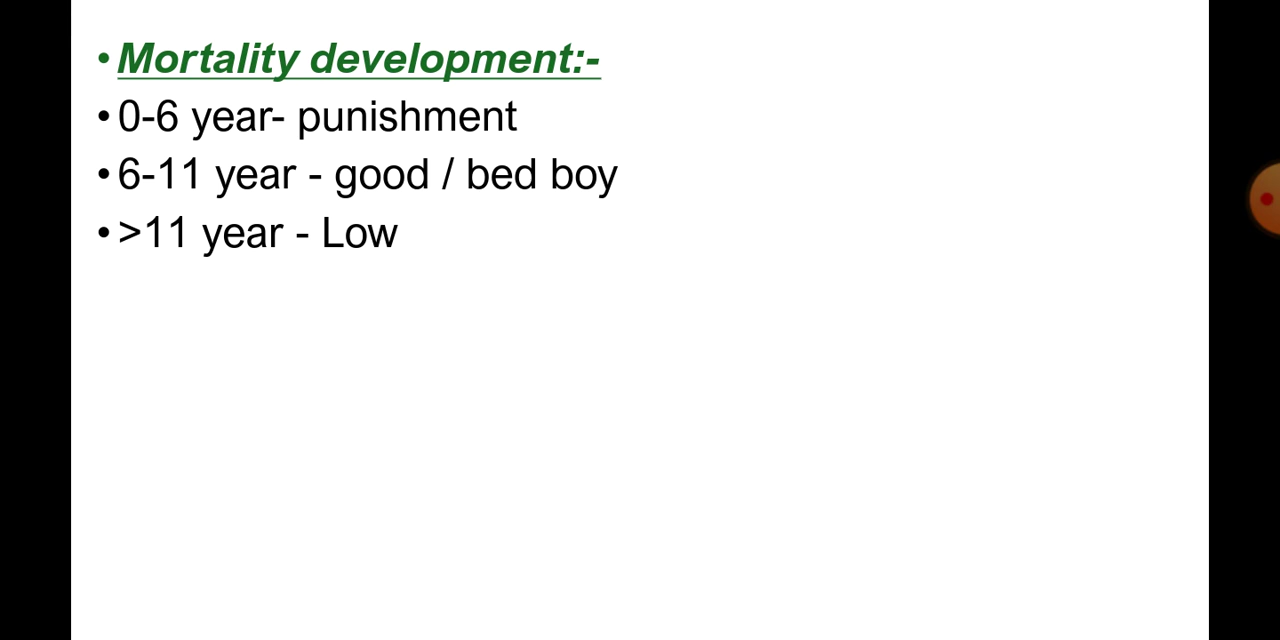 • Mortality development:-
• 0-6 year- punishment
• 6-11 year - good / bed boy
• >11 year - Low